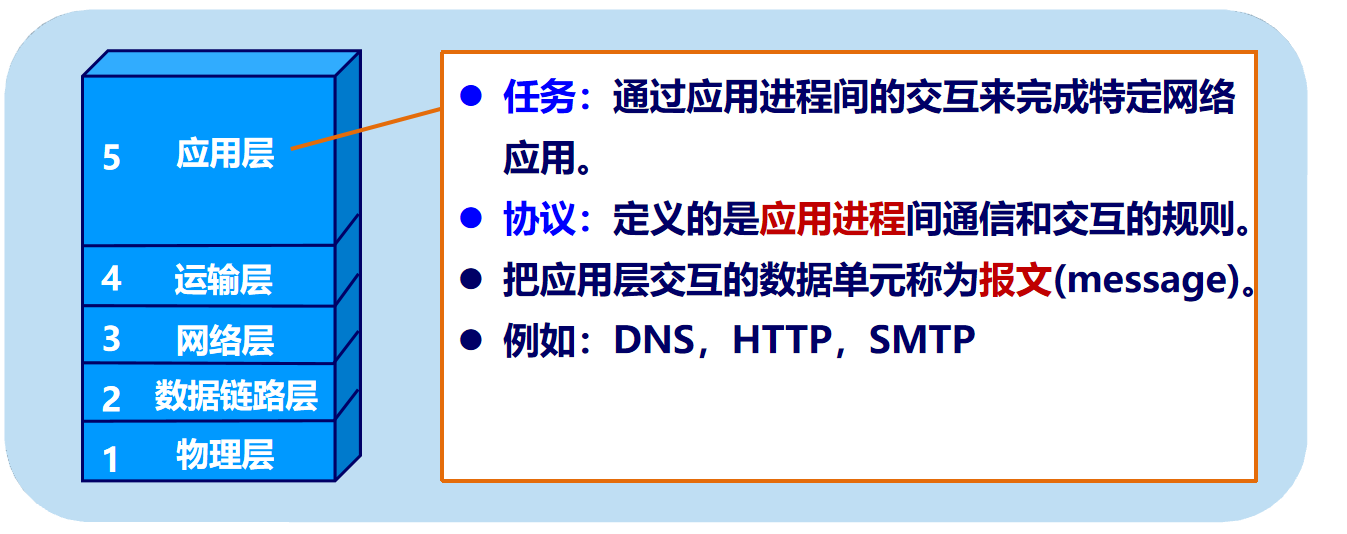 5 应用层
4 运输层
3 网络层
2 数据链路层
1 物理层
● 任务：通过应用进程间的交互来完成特定网络
应用。
● 协议：定义的是应用进程间通信和交互的规则。
● 把应用层交互的数据单元称为报文(message)。
● 例如：DNS，HTTP，SMTP